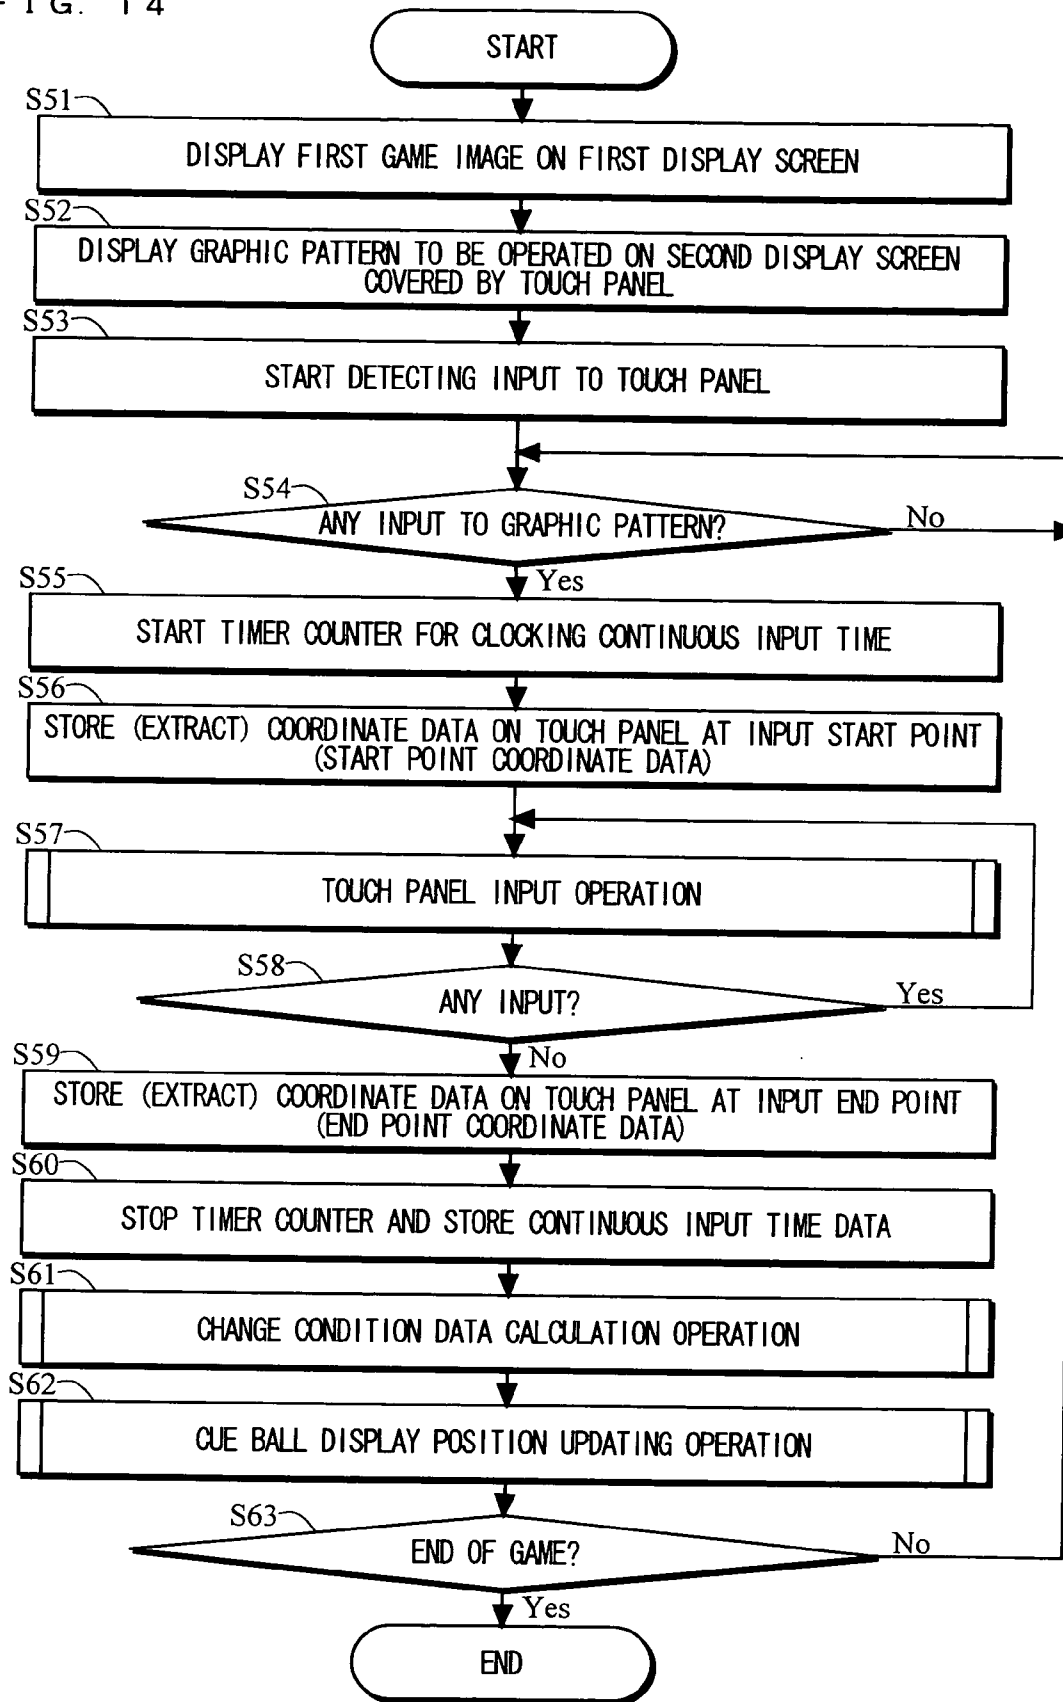 FIG. 14
START
S51
DISPLAY FIRST GAME IMAGE ON FIRST DISPLAY SCREEN
S52
DISPLAY GRAPHIC PATTERN TO BE OPERATED ON SECOND DISPLAY SCREEN
COVERED BY TOUCH PANEL
S53
START DETECTING INPUT TO TOUCH PANEL
S54
ANY INPUT TO GRAPHIC PATTERN?
No
Yes
S55
START TIMER COUNTER FOR CLOCKING CONTINUOUS INPUT TIME
S56
STORE (EXTRACT) COORDINATE DATA ON TOUCH PANEL AT INPUT START POINT
(START POINT COORDINATE DATA)
S57
TOUCH PANEL INPUT OPERATION
S58
ANY INPUT?
Yes
No
S59
STORE (EXTRACT) COORDINATE DATA ON TOUCH PANEL AT INPUT END POINT
(END POINT COORDINATE DATA)
S60
STOP TIMER COUNTER AND STORE CONTINUOUS INPUT TIME DATA
S61
CHANGE CONDITION DATA CALCULATION OPERATION
S62
CUE BALL DISPLAY POSITION UPDATING OPERATION
S63
END OF GAME?
No
Yes
END